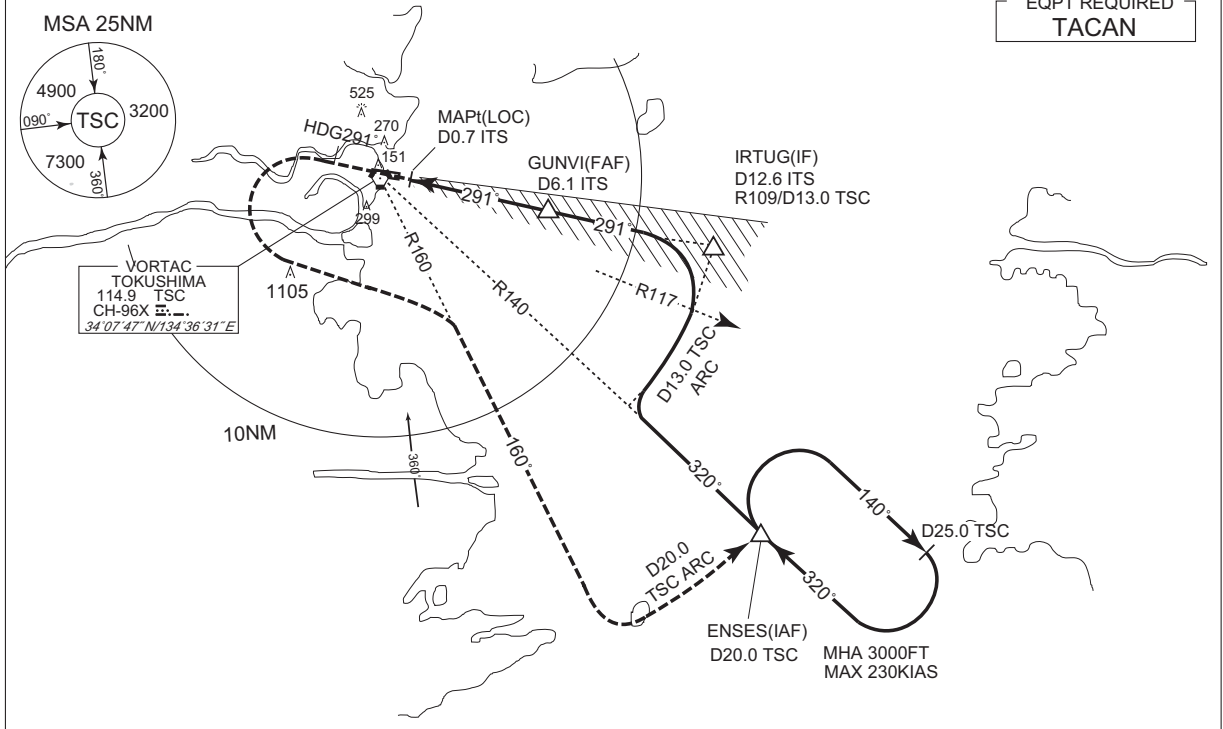 MSA 25NM
180°
4900
3200
090°
TSC
7300
360°
EQPT REQUIRED
TACAN
525
HDG291°
270
151
299
MAPt(LOC)
D0.7 ITS
GUNVI(FAF)
D6.1 ITS
IRTUG(IF)
D12.6 ITS
R109/D13.0 TSC
291°
291°
R160
R140
R117
VORTAC
TOKUSHIMA
114.9 TSC
CH-96X
34°07'47"N/134°36'31"E
1105
D13.0 TSC
ARC
10NM
360°
160°
320°
140°
D25.0 TSC
320°
D20.0
TSC ARC
ENSES(IAF)
D20.0 TSC
MHA 3000FT
MAX 230KIAS